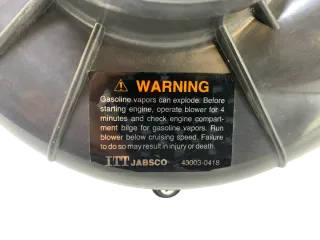 ⚠ WARNING
Gasoline vapors can explode. Before
starting engine, operate blower for 4
minutes and check engine compart-
ment bilge for gasoline vapors. Run
blower below cruising speed. Failure
to do so may result in injury or death.
ITT JABSCO 43003-0418